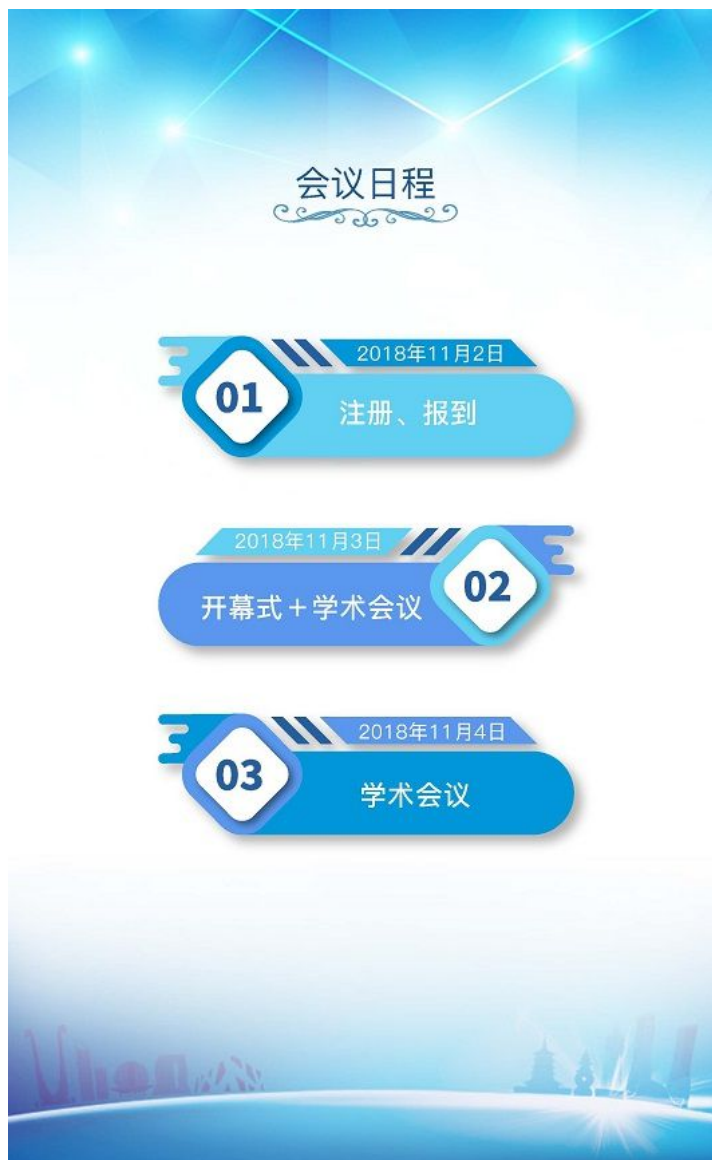 会议日程
2018年11月2日
01
注册、报到
2018年11月3日
02
开幕式+学术会议
2018年11月4日
03
学术会议